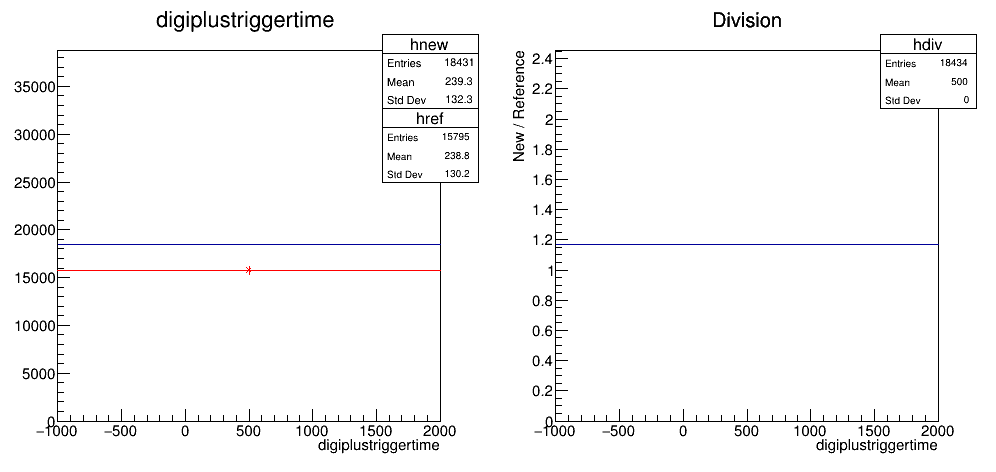 digiplustriggertime
hnew
Entries 18431
Mean 239.3
Std Dev 132.3
href
Entries 15795
Mean 238.8
Std Dev 130.2
35000
30000
25000
20000
15000
10000
5000
0
−1000 −500 0 500 1000 1500 2000
digiplustriggertime
Division
hdiv
Entries 18434
Mean 500
Std Dev 0
New / Reference
2.4
2.2
2
1.8
1.6
1.4
1.2
1
0.8
0.6
0.4
0.2
0
−1000 −500 0 500 1000 1500 2000
digiplustriggertime